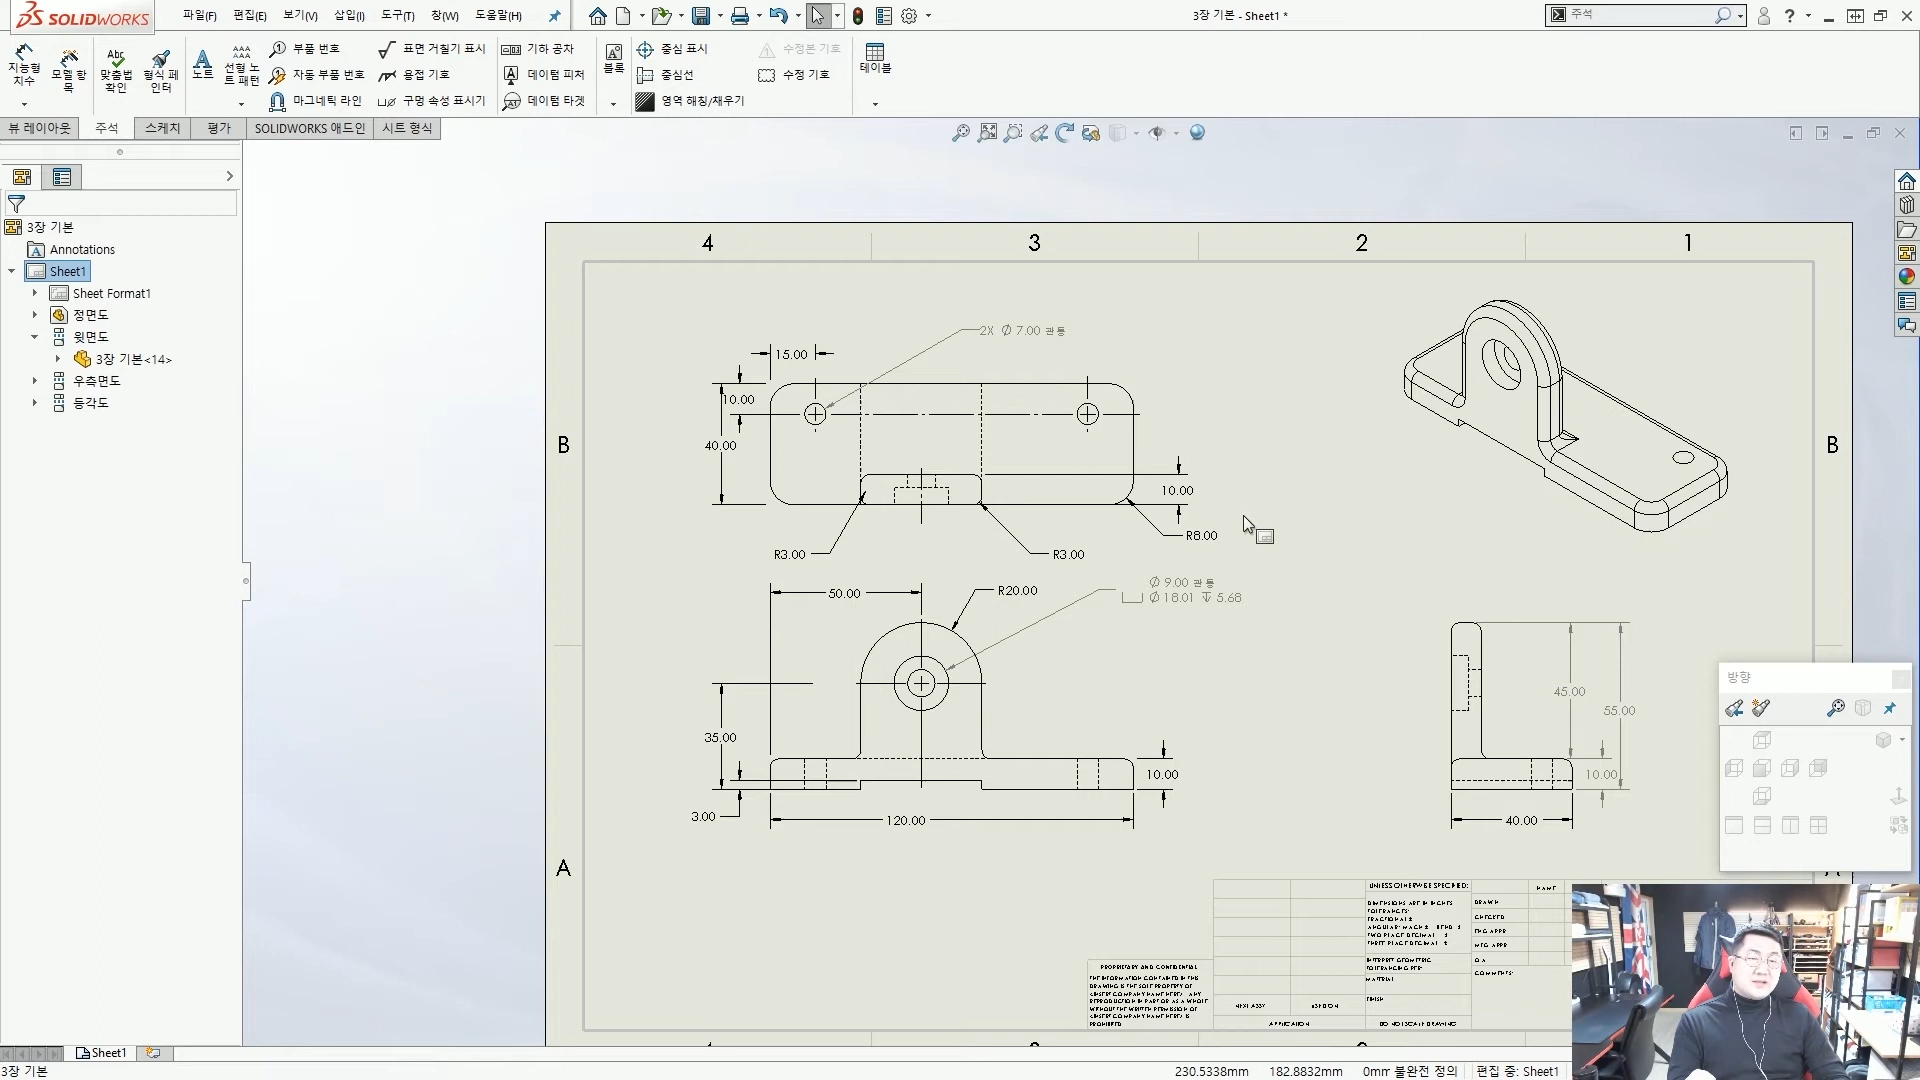 SOLIDWORKS
파일(F) 편집(E) 보기(V) 삽입(I) 도구(T) 창(W) 도움말(H)
3장 기본 - Sheet1 *
주석
지능형 치수
모델 항목
맞춤법 확인
형식 페인터
노트
선형 노트 패턴
부품 번호
자동 부품 번호
마그네틱 라인
표면 거칠기 표시
용접 기호
구멍 속성 표시기
기하 공차
데이텀 피처
데이텀 타겟
블록
중심 표시
중심선
영역 해칭/채우기
수정본 기호
수정 기호
테이블
뷰 레이아웃 주석 스케치 평가 SOLIDWORKS 애드인 시트 형식
3장 기본
Annotations
Sheet1
Sheet Format1
정면도
윗면도
3장 기본<14>
우측면도
등각도
4 3 2 1
B B
A
2X Ø 7.00 관통
15.00
10.00
40.00
10.00
R8.00
R3.00 R3.00
50.00
R20.00
Ø 9.00 관통
⌴ Ø 18.01 ↧ 5.68
35.00
3.00
10.00
120.00
45.00
55.00
10.00
40.00
방향
UNLESS OTHERWISE SPECIFIED:
DIMENSIONS ARE IN INCHES
TOLERANCES:
FRACTIONAL ±
ANGULAR: MACH ± BEND ±
TWO PLACE DECIMAL ±
THREE PLACE DECIMAL ±
INTERPRET GEOMETRIC
TOLERANCING PER:
MATERIAL
FINISH
DO NOT SCALE DRAWING
NAME
DRAWN
CHECKED
ENG APPR.
MFG APPR.
Q.A.
COMMENTS:
PROPRIETARY AND CONFIDENTIAL
THE INFORMATION CONTAINED IN THIS
DRAWING IS THE SOLE PROPERTY OF
<INSERT COMPANY NAME HERE>. ANY
REPRODUCTION IN PART OR AS A WHOLE
WITHOUT THE WRITTEN PERMISSION OF
<INSERT COMPANY NAME HERE> IS
PROHIBITED.
NEXT ASSY USED ON
APPLICATION
Sheet1
3장 기본
230.5338mm 182.8832mm 0mm 불완전 정의 편집 중: Sheet1